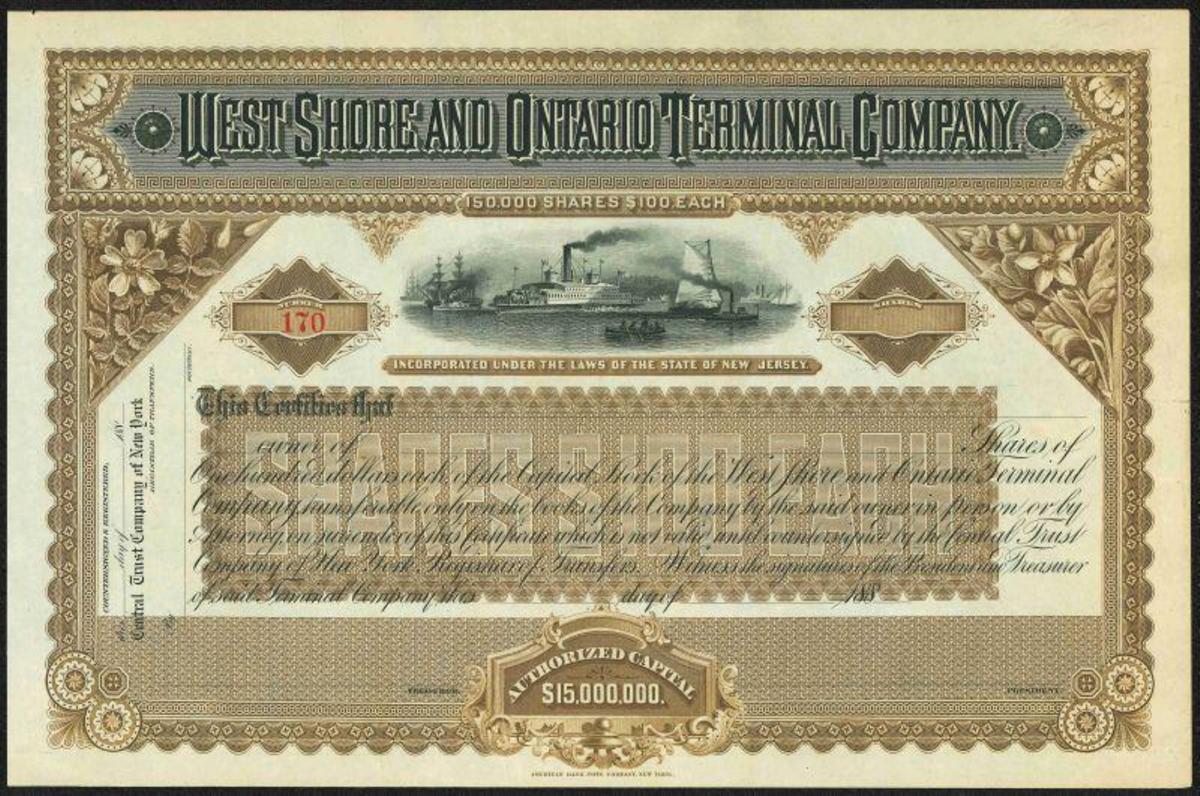 WEST SHORE AND ONTARIO TERMINAL COMPANY.
150,000 SHARES $100 EACH
NUMBER
170
SHARES
INCORPORATED UNDER THE LAWS OF THE STATE OF NEW JERSEY.
This Certifies that
owner of Shares of
One hundred dollars each of the Capital Stock of the West Shore and Ontario Terminal
Company, transferable only on the books of the Company by the said owner in person or by
Attorney on surrender of this Certificate which is not valid until countersigned by the Central Trust
Company of New York, Registrar of Transfers. Witness the signatures of the President and Treasurer
of said Terminal Company this day of 188
SHARES $100 EACH
COUNTERSIGNED & REGISTERED,
this day of 188
Central Trust Company of New York
REGISTRAR OF TRANSFERS.
By
TREASURER.
PRESIDENT.
AUTHORIZED CAPITAL
$15,000,000.
AMERICAN BANK NOTE COMPANY, NEW YORK.